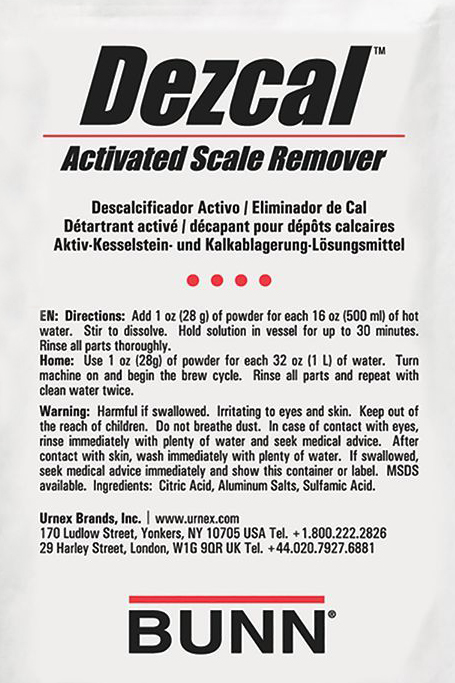 Dezcal™
Activated Scale Remover
Descalcificador Activo / Eliminador de Cal
Détartrant activé / décapant pour dépôts calcaires
Aktiv-Kesselstein- und Kalkablagerung-Lösungsmittel
EN: Directions: Add 1 oz (28 g) of powder for each 16 oz (500 ml) of hot
water. Stir to dissolve. Hold solution in vessel for up to 30 minutes.
Rinse all parts thoroughly.
Home: Use 1 oz (28g) of powder for each 32 oz (1 L) of water. Turn
machine on and begin the brew cycle. Rinse all parts and repeat with
clean water twice.
Warning: Harmful if swallowed. Irritating to eyes and skin. Keep out of
the reach of children. Do not breathe dust. In case of contact with eyes,
rinse immediately with plenty of water and seek medical advice. After
contact with skin, wash immediately with plenty of water. If swallowed,
seek medical advice immediately and show this container or label. MSDS
available. Ingredients: Citric Acid, Aluminum Salts, Sulfamic Acid.
Urnex Brands, Inc. | www.urnex.com
170 Ludlow Street, Yonkers, NY 10705 USA Tel. +1.800.222.2826
29 Harley Street, London, W1G 9QR UK Tel. +44.020.7927.6881
BUNN®